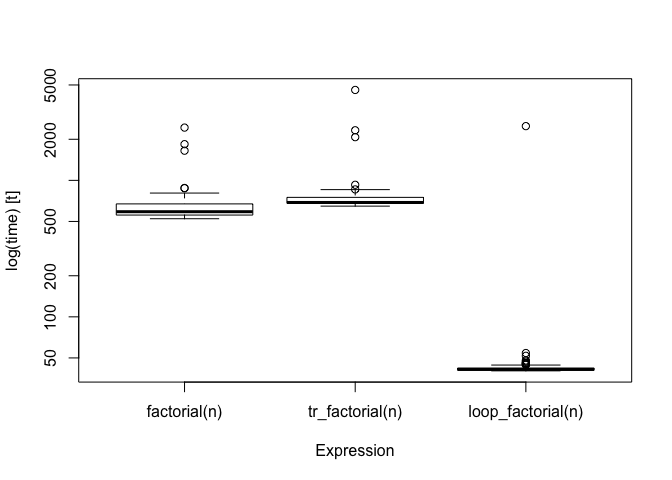 log(time) [t]
5000
2000
500
200
100
50
factorial(n)
tr_factorial(n)
loop_factorial(n)
Expression